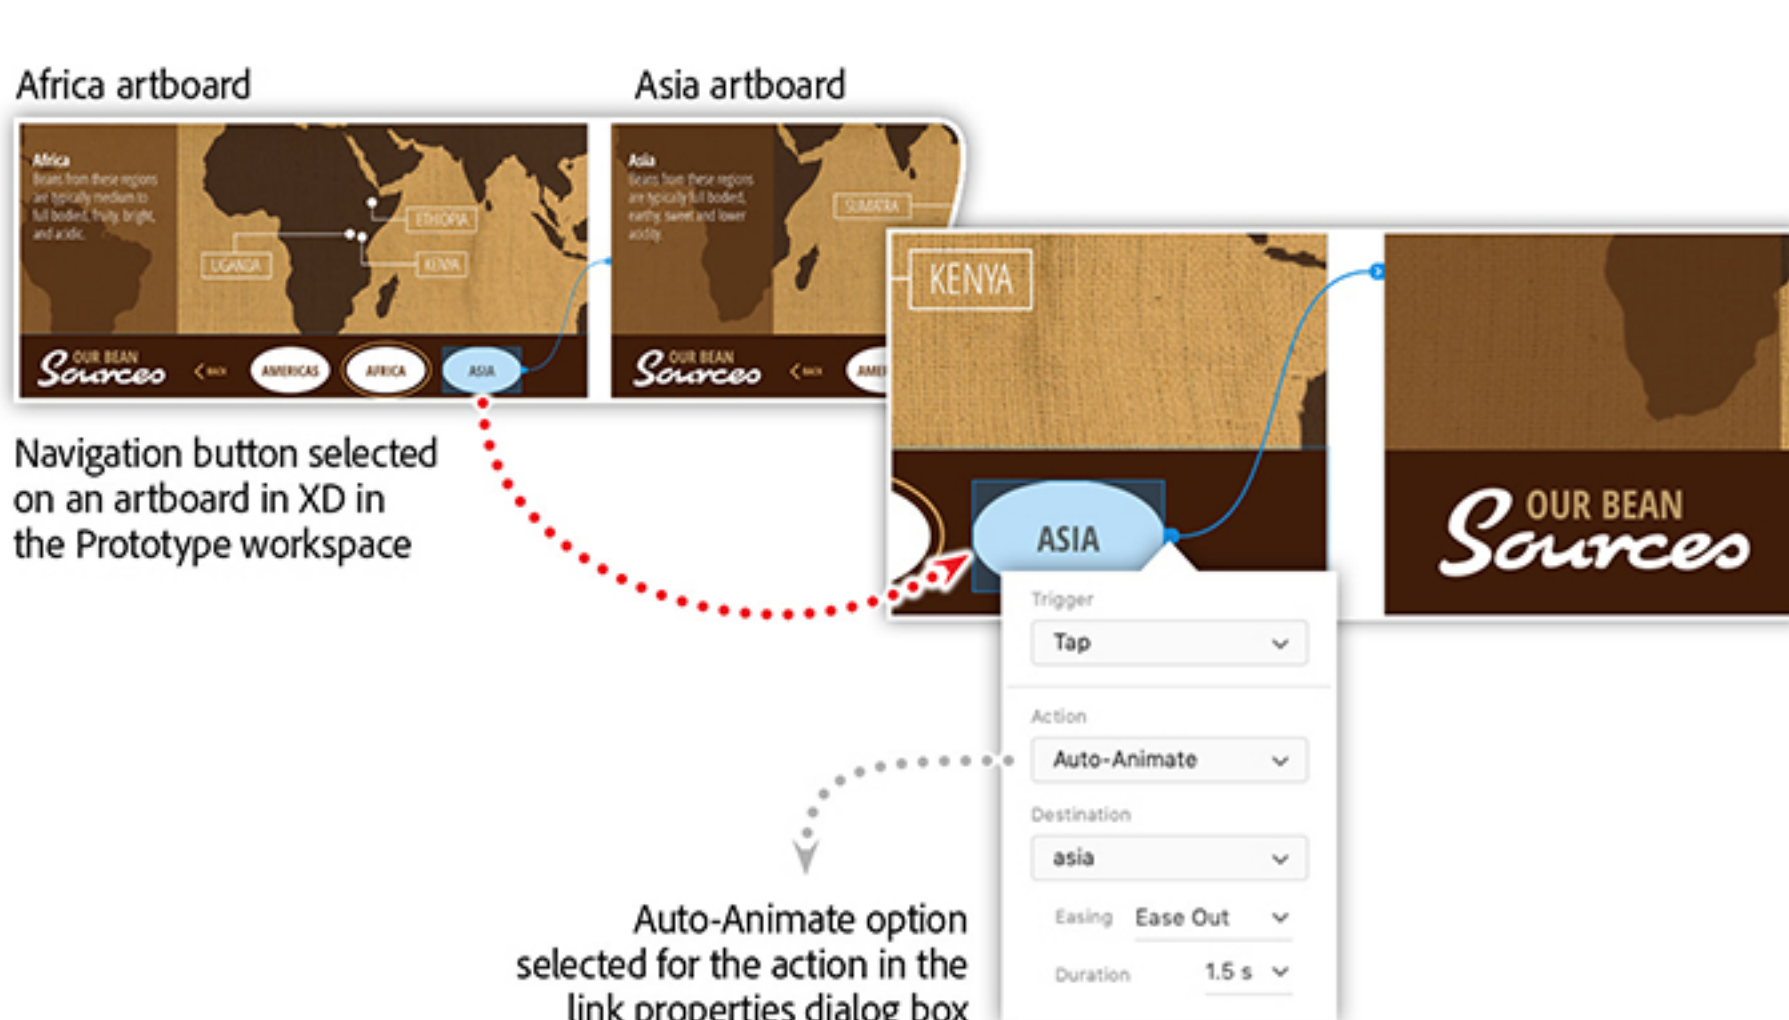 Africa artboard
Asia artboard
Africa
Beans from these regions
are typically medium to
full bodied, fruity, bright,
and acidic.
ETHIOPIA
UGANDA
KENYA
OUR BEAN
Sources
BACK
AMERICAS
AFRICA
ASIA
Asia
Beans from these regions
are typically full bodied,
earthy, sweet and lower
acidity.
SUMATRA
OUR BEAN
Sources
BACK
AME
Navigation button selected
on an artboard in XD in
the Prototype workspace
KENYA
ASIA
OUR BEAN
Sources
Trigger
Tap
Action
Auto-Animate
Destination
asia
Easing Ease Out
Duration 1.5 s
Auto-Animate option
selected for the action in the
link properties dialog box